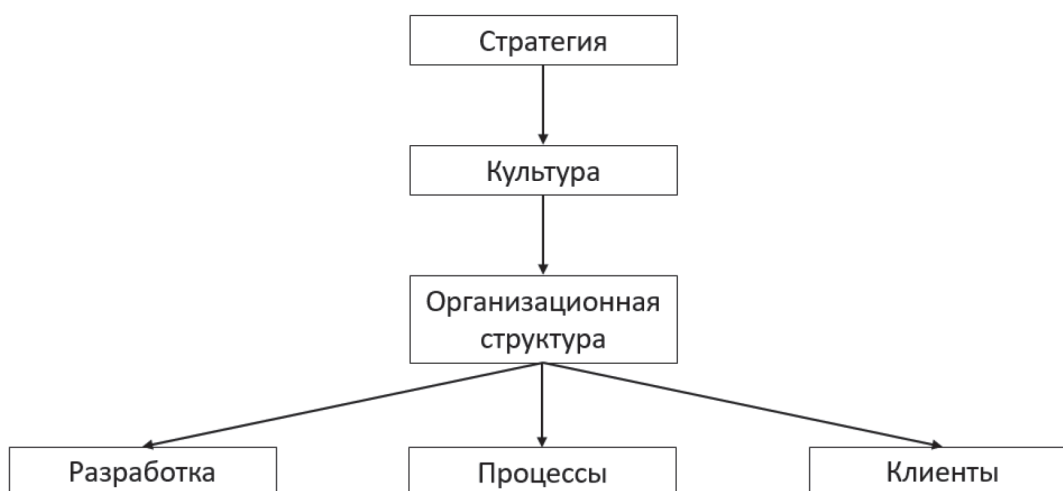 Стратегия
Культура
Организационная
структура
Разработка
Процессы
Клиенты